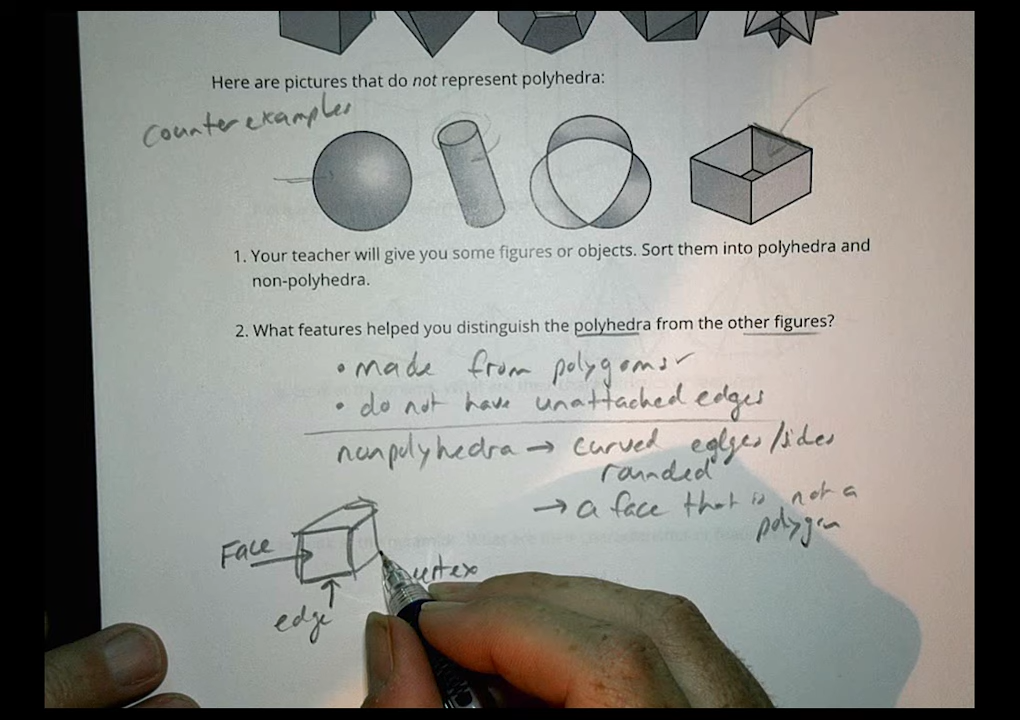 Here are pictures that do not represent polyhedra:
counter examples
1. Your teacher will give you some figures or objects. Sort them into polyhedra and
non-polyhedra.
2. What features helped you distinguish the polyhedra from the other figures?
• made from polygons
• do not have unattached edges
nonpolyhedra → curved edges/sides
rounded
→ a face that is not a
polygon
Face
vertex
edge